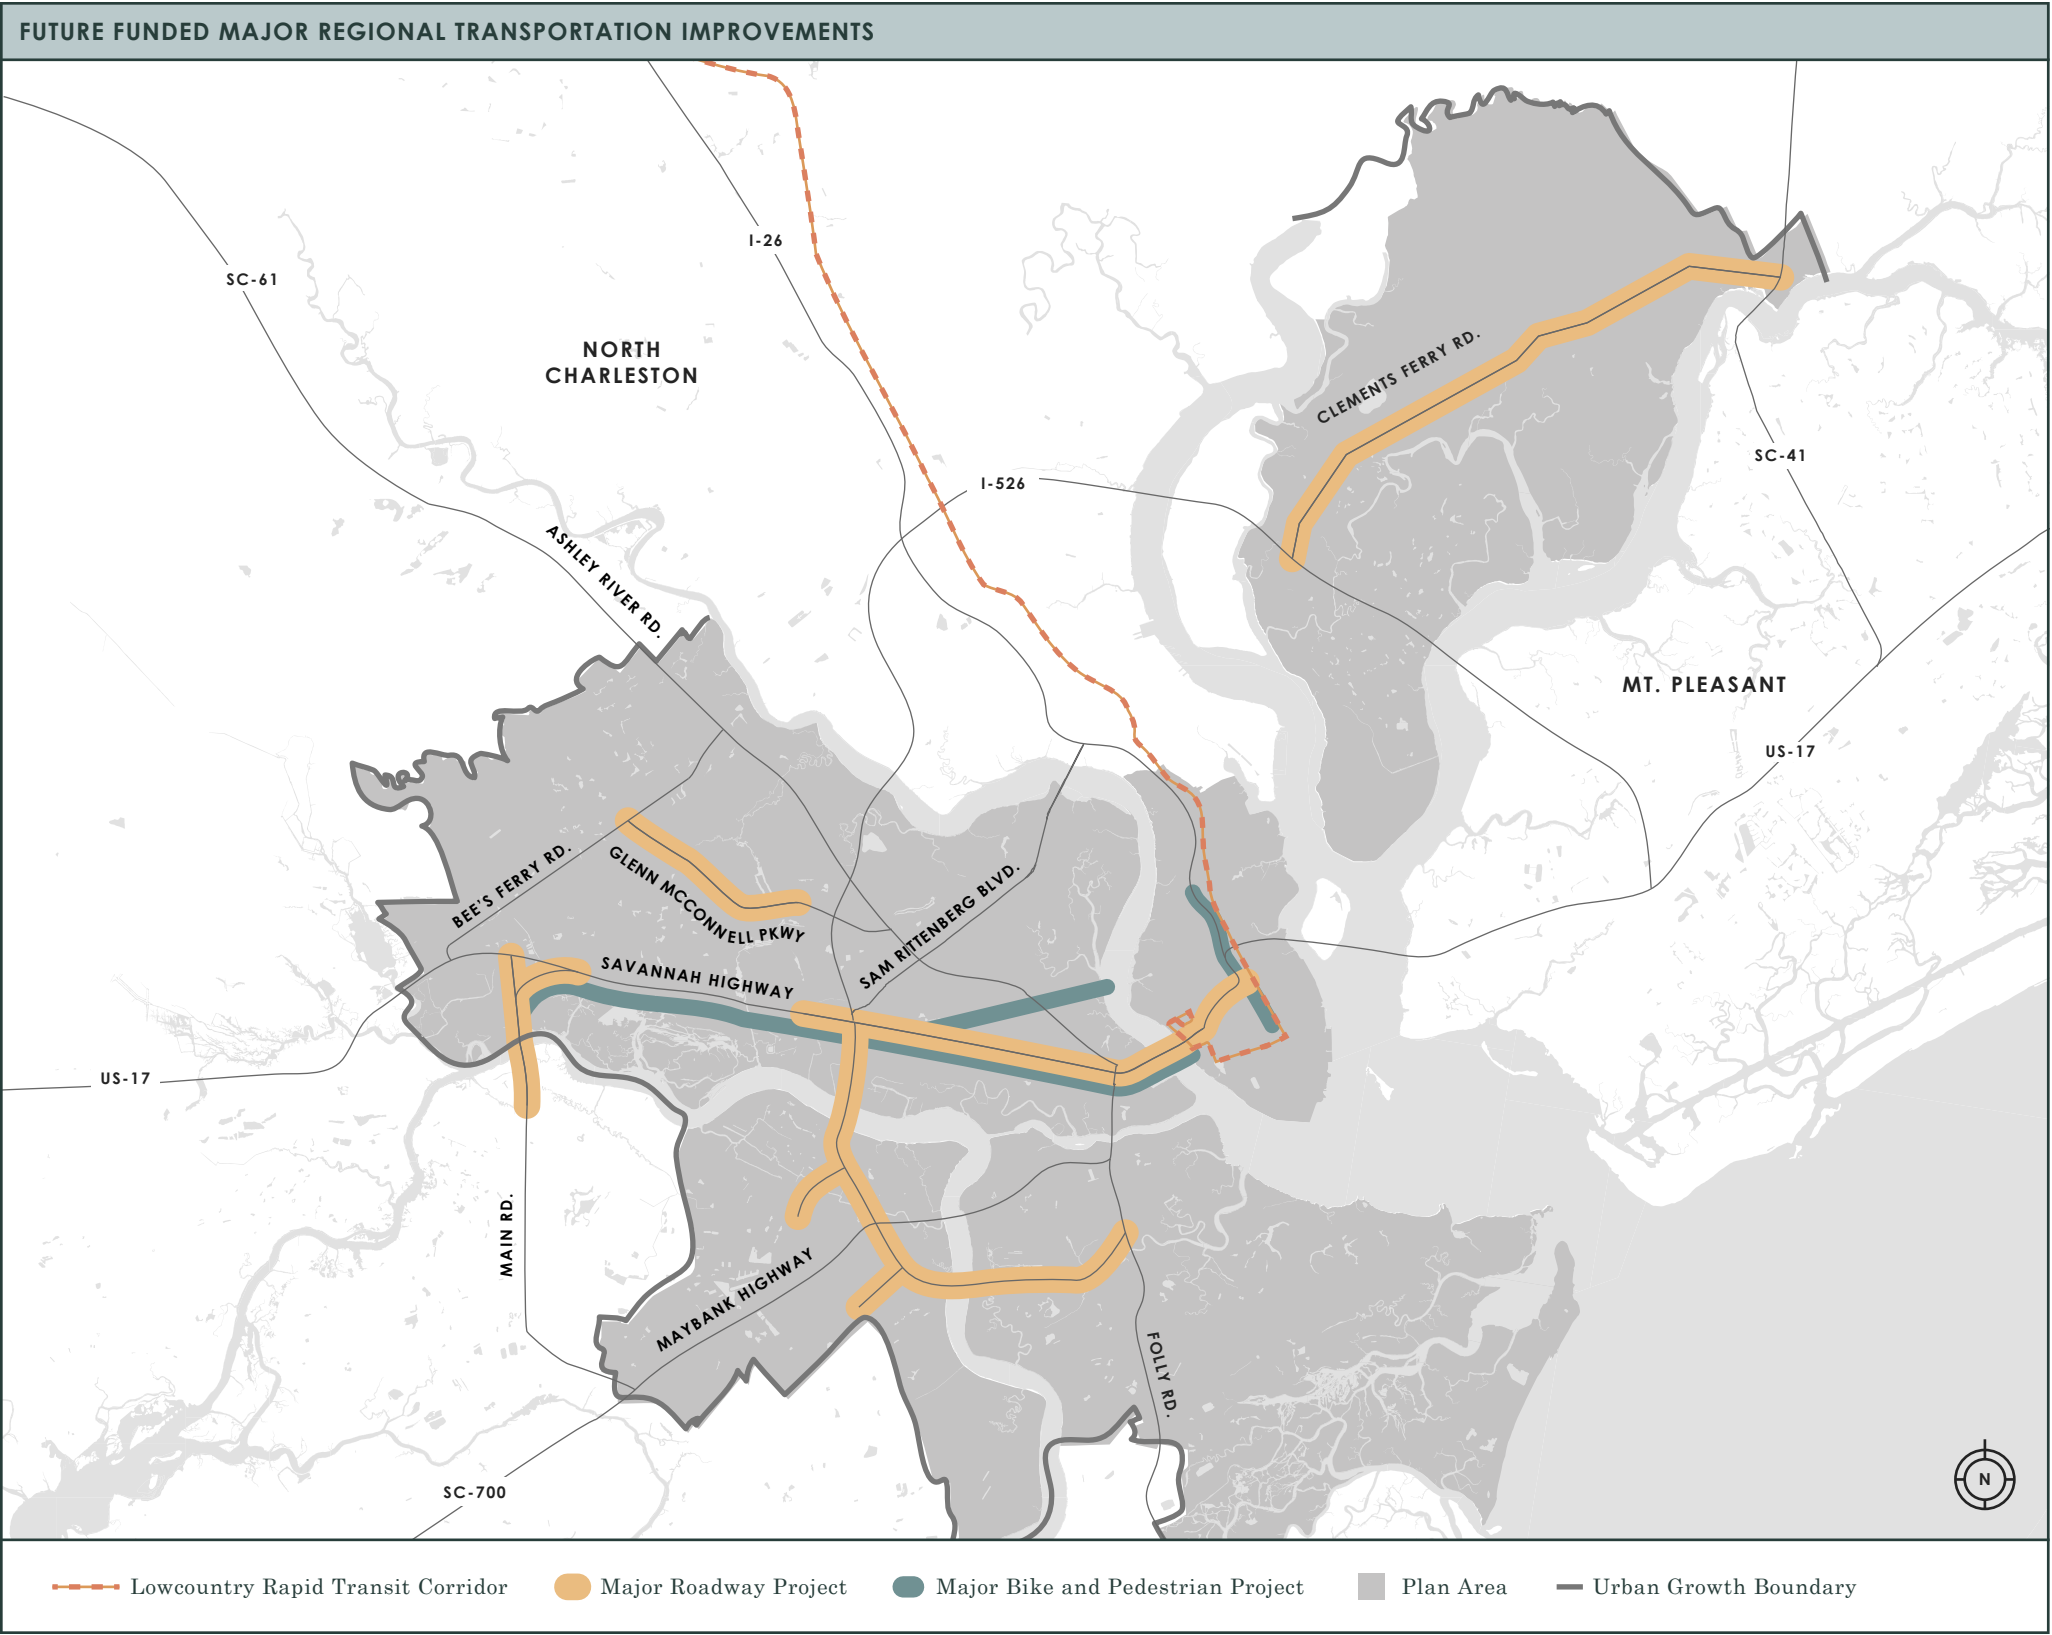 FUTURE FUNDED MAJOR REGIONAL TRANSPORTATION IMPROVEMENTS
I-26
SC-61
NORTH
CHARLESTON
CLEMENTS FERRY RD.
SC-41
I-526
ASHLEY RIVER RD.
MT. PLEASANT
US-17
BEE'S FERRY RD.
GLENN MCCONNELL PKWY
SAM RITTENBERG BLVD.
SAVANNAH HIGHWAY
US-17
MAIN RD.
MAYBANK HIGHWAY
FOLLY RD.
SC-700
N
Lowcountry Rapid Transit Corridor
Major Roadway Project
Major Bike and Pedestrian Project
Plan Area
Urban Growth Boundary